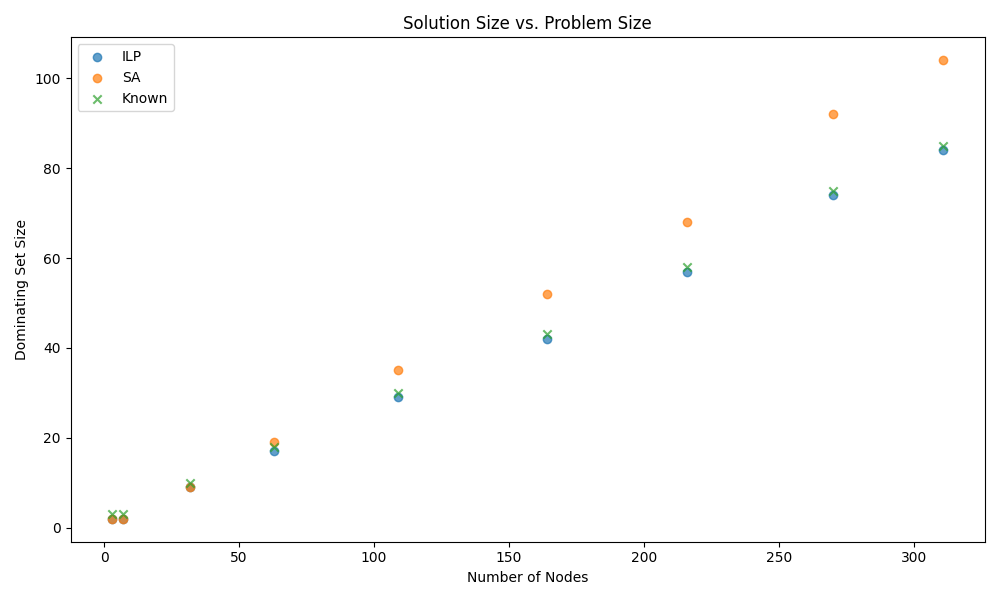 Solution Size vs. Problem Size
ILP
SA
Known
100
80
60
40
20
0
Dominating Set Size
0 50 100 150 200 250 300
Number of Nodes